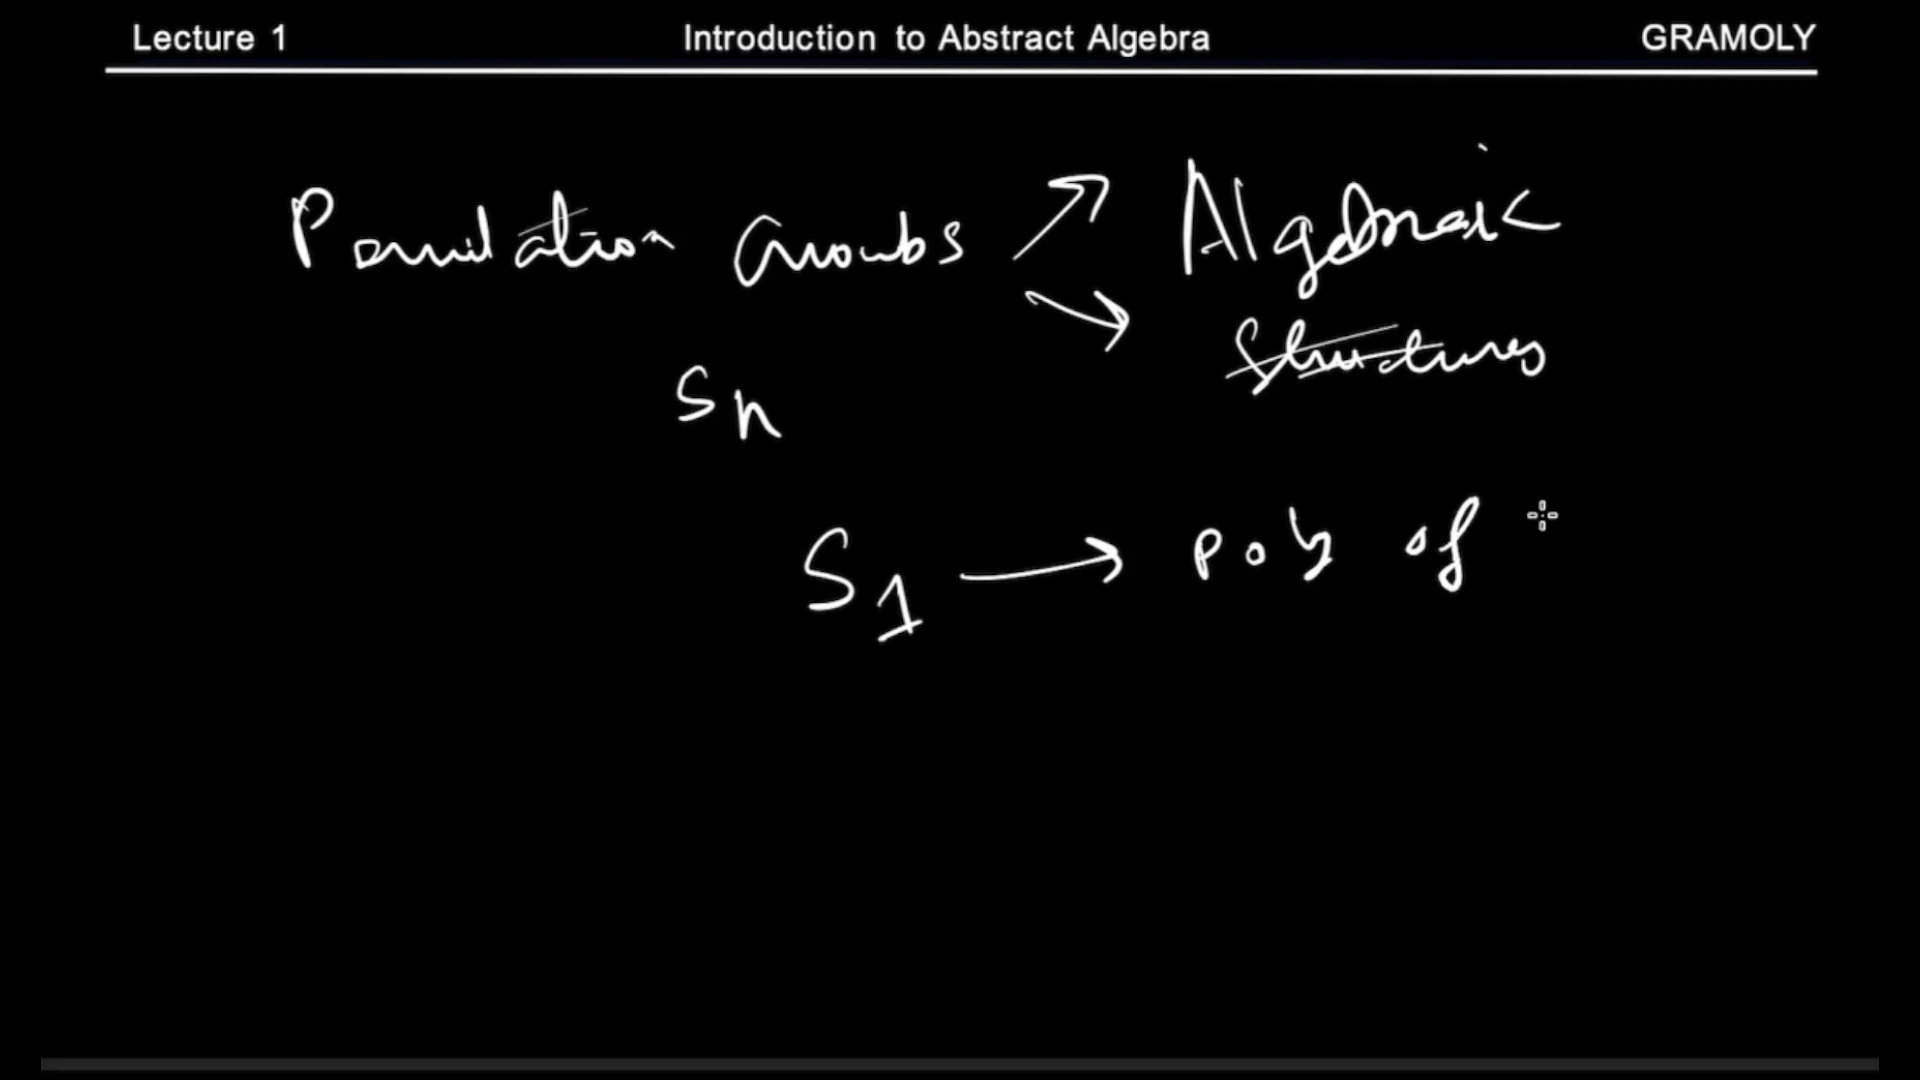 Lecture 1 Introduction to Abstract Algebra GRAMOLY
Permutation Groups Algebraic
Structures
Sn
S1 → poly of